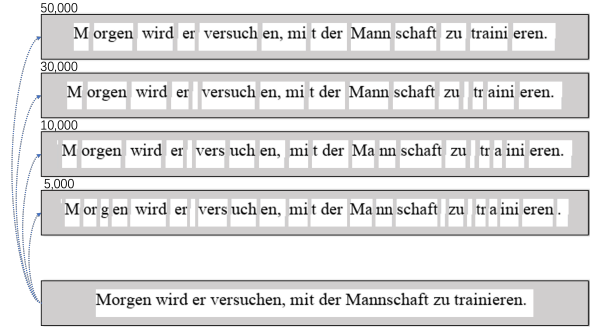 50,000
M orgen wird er versuch en, mi t der Mann schaft zu traini eren.
30,000
M orgen wird er versuch en, mi t der Mann schaft zu tr aini eren.
10,000
M orgen wird er vers uch en, mi t der Ma nn schaft zu tr a ini eren.
5,000
M or g en wird er vers uch en, mi t der Ma nn schaft zu tr a ini eren .
Morgen wird er versuchen, mit der Mannschaft zu trainieren.